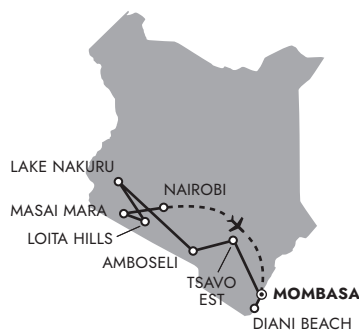 LAKE NAKURU
NAIROBI
MASAI MARA
LOITA HILLS
AMBOSELI
TSAVO
EST
MOMBASA
DIANI BEACH